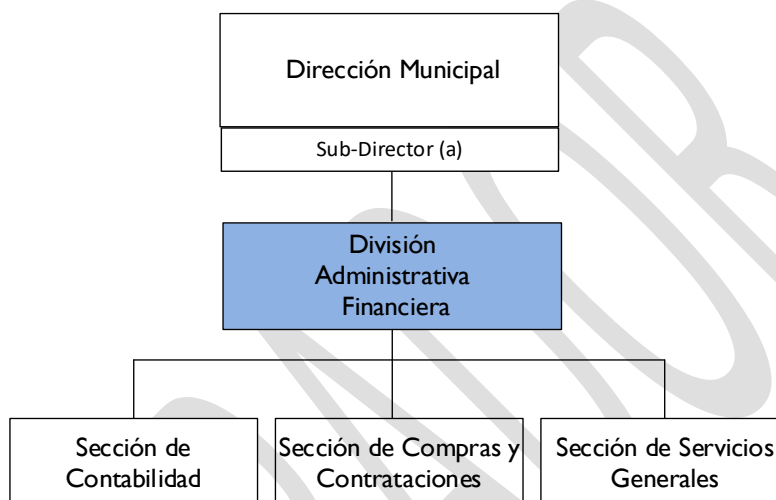 Dirección Municipal
Sub-Director (a)
División
Administrativa
Financiera
Sección de
Contabilidad
Sección de Compras y
Contrataciones
Sección de Servicios
Generales